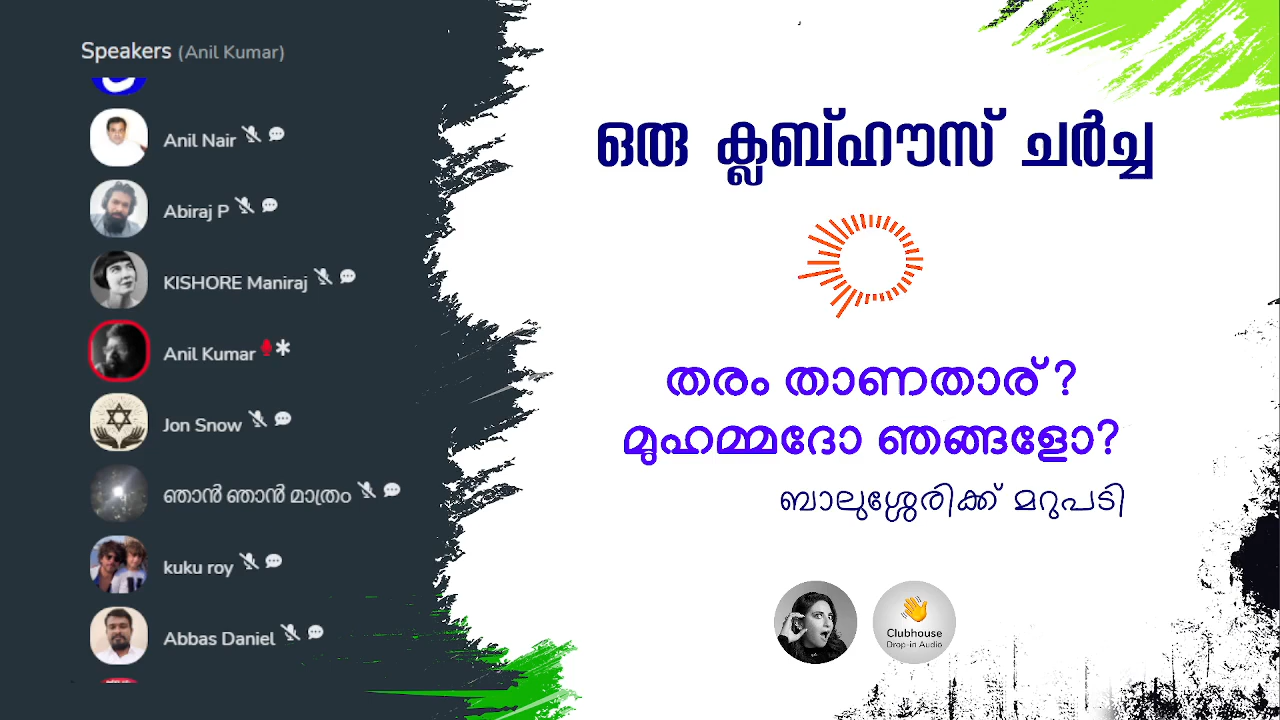 Speakers (Anil Kumar)
Anil Nair
Abiraj P
KISHORE Maniraj
Anil Kumar
Jon Snow
ഞാൻ ഞാൻ മാത്രം
kuku roy
Abbas Daniel
ഒരു ക്ലബ്ഹൗസ് ചർച്ച
തരം താണതാര്?
മുഹമ്മദോ ഞങ്ങളോ?
ബാലുശ്ശേരിക്ക് മറുപടി
Clubhouse
Drop-in Audio